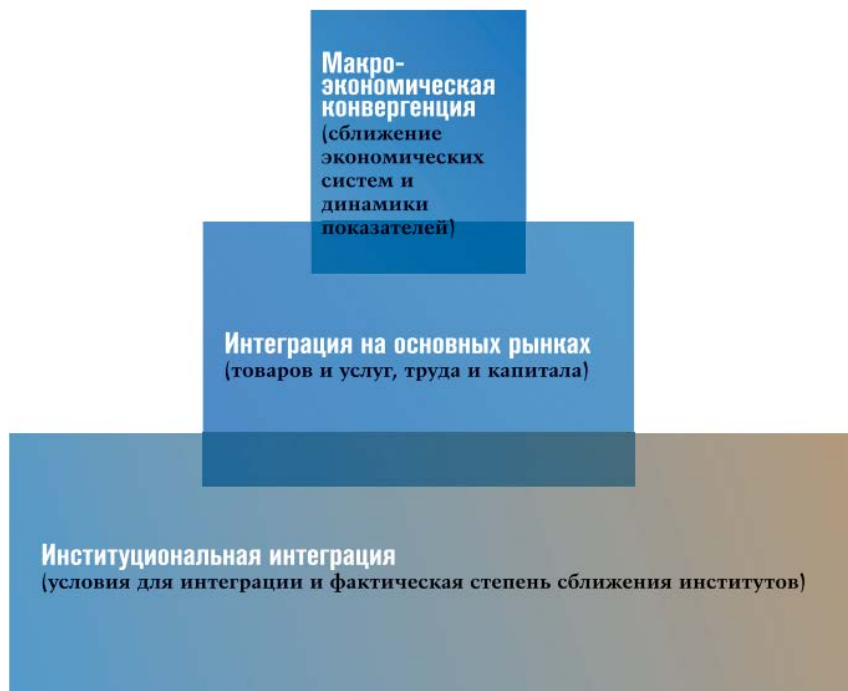 Макро-
экономическая
конвергенция
(сближение
экономических
систем и
динамики
показателей)
Интеграция на основных рынках
(товаров и услуг, труда и капитала)
Институциональная интеграция
(условия для интеграции и фактическая степень сближения институтов)